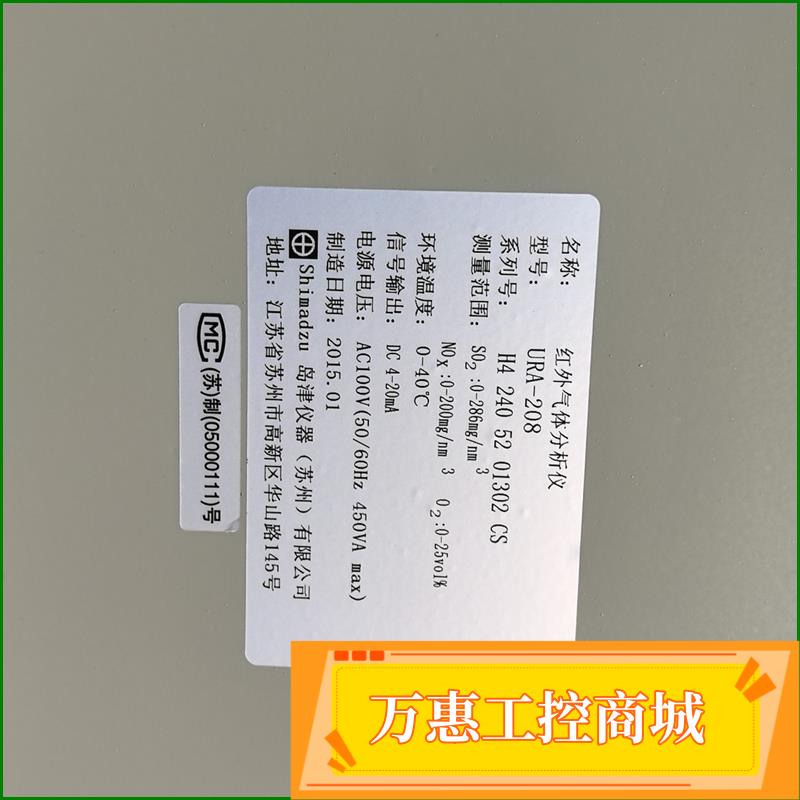 名称： 红外气体分析仪
型号： URA-208
系列号： H4 240 52 01302 CS
测量范围： SO2:0-286mg/nm 3
NOX:0-200mg/nm 3 O2:0-25vol%
环境温度： 0-40℃
信号输出： DC 4-20mA
电源电压： AC100V(50/60Hz 450VA max)
制造日期： 2015.01
Shimadzu 岛津仪器（苏州）有限公司
地址： 江苏省苏州市高新区华山路145号
MC (苏)制(05000111)号
万惠工控商城